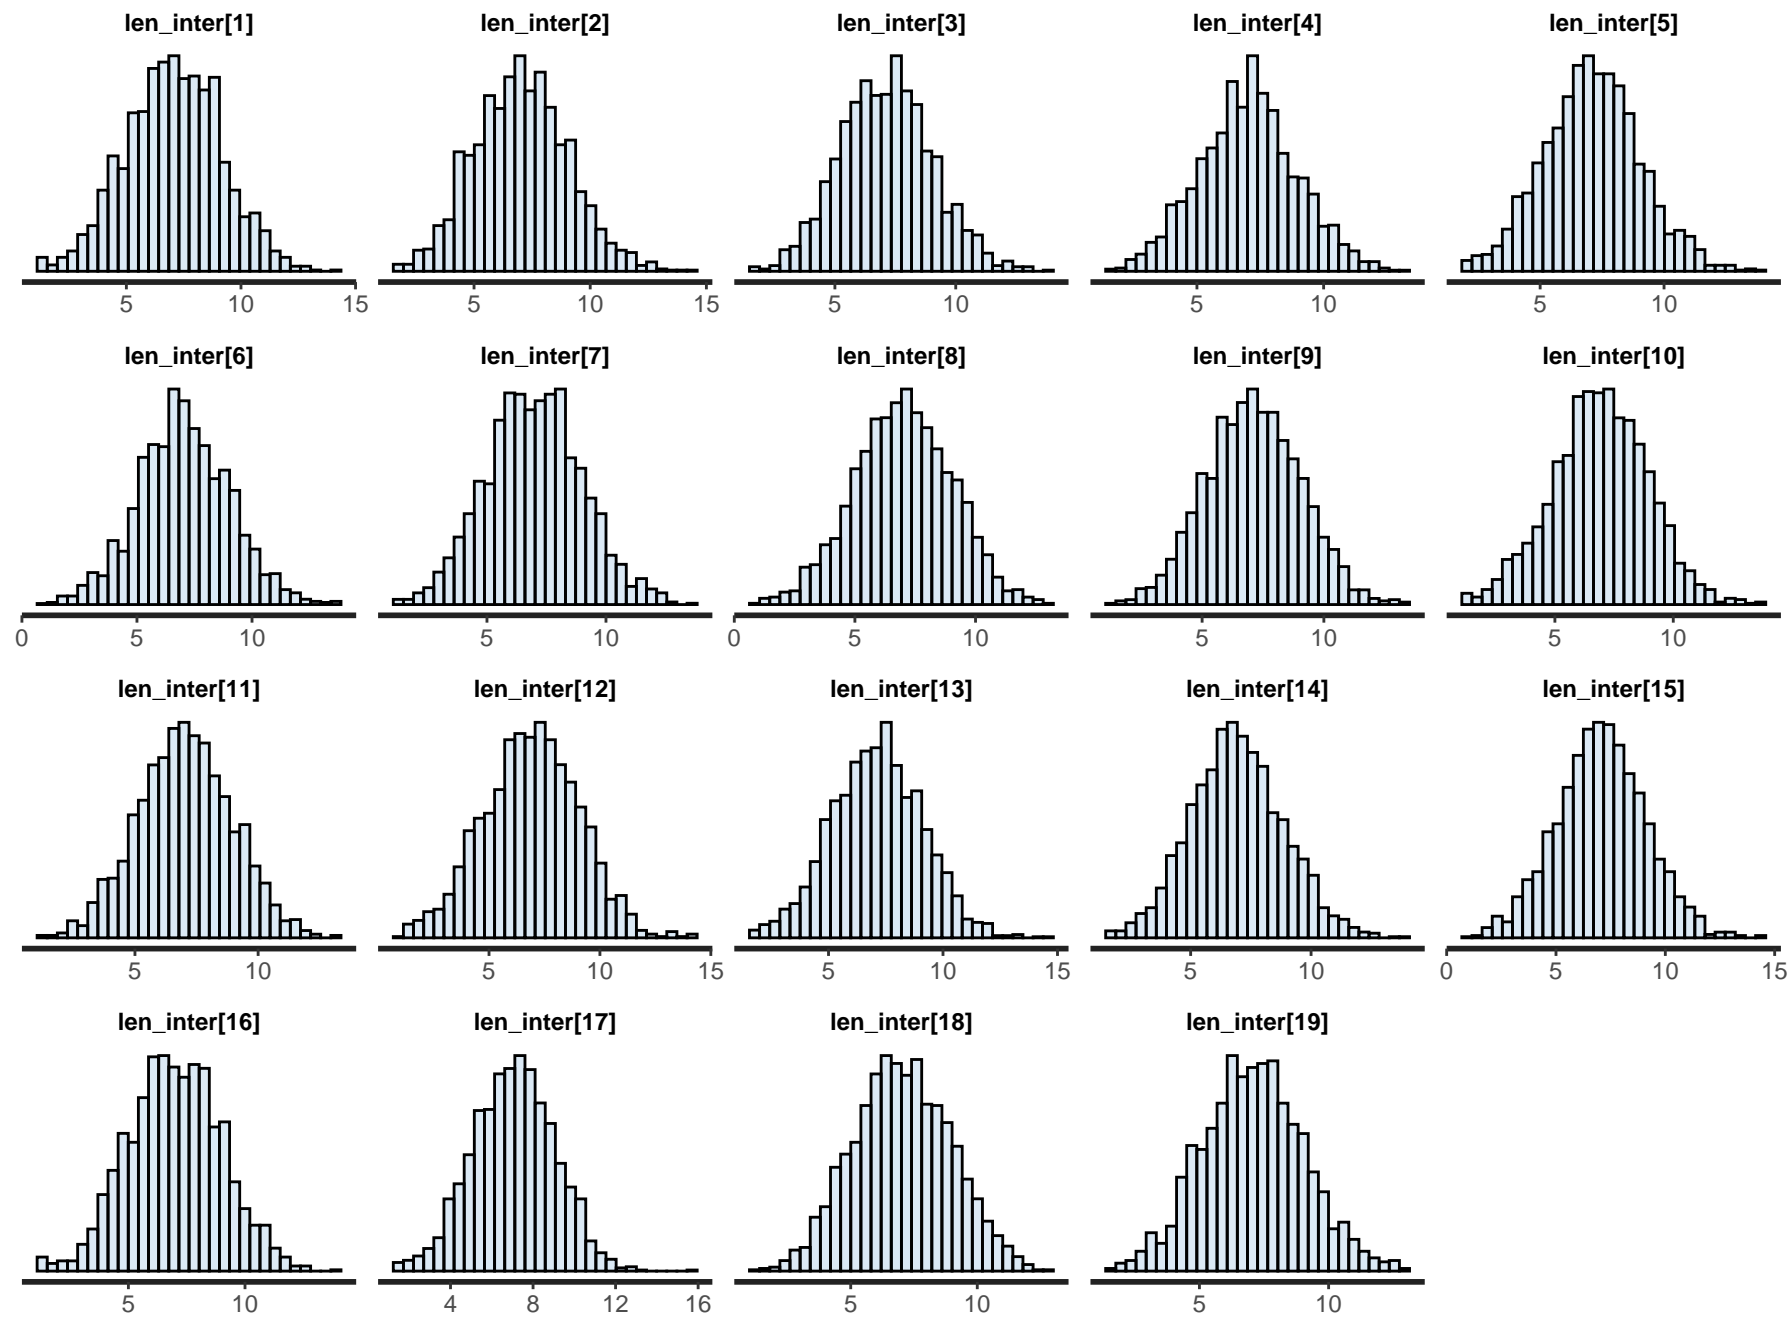 len_inter[1] len_inter[2] len_inter[3] len_inter[4] len_inter[5]
5 10 15 5 10 15 5 10 5 10 5 10
len_inter[6] len_inter[7] len_inter[8] len_inter[9] len_inter[10]
0 5 10 5 10 0 5 10 5 10 5 10
len_inter[11] len_inter[12] len_inter[13] len_inter[14] len_inter[15]
5 10 5 10 15 5 10 15 5 10 0 5 10 15
len_inter[16] len_inter[17] len_inter[18] len_inter[19]
5 10 4 8 12 16 5 10 5 10